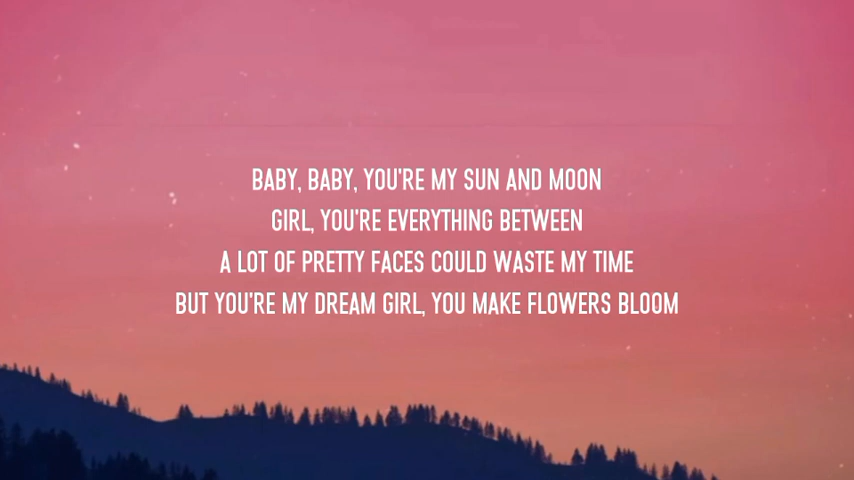 BABY, BABY, YOU'RE MY SUN AND MOON
GIRL, YOU'RE EVERYTHING BETWEEN
A LOT OF PRETTY FACES COULD WASTE MY TIME
BUT YOU'RE MY DREAM GIRL, YOU MAKE FLOWERS BLOOM